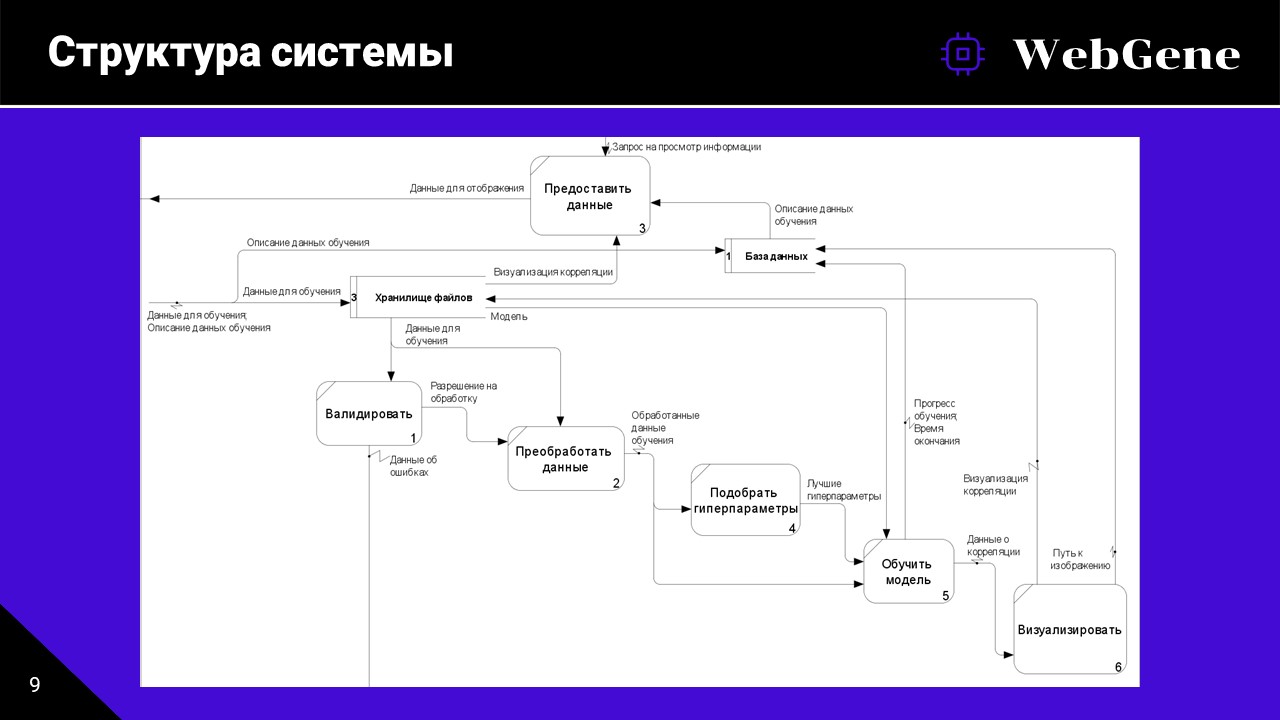 Структура системы
WebGene
Запрос на просмотр информации
Предоставить
данные
3
Данные для отображения
Описание данных
обучения
Описание данных обучения
1
База данных
Визуализация корреляции
Данные для обучения
3
Хранилище файлов
Данные для обучения;
Описание данных обучения
Модель
Данные для
обучения
Валидировать
1
Разрешение на
обработку
Данные об
ошибках
Преобработать
данные
2
Обработанные
данные
обучения
Подобрать
гиперпараметры
4
Лучшие
гиперпараметры
Прогресс
обучения;
Время
окончания
Обучить
модель
5
Данные о
корреляции
Визуализация
корреляции
Путь к
изображению
Визуализировать
6
9